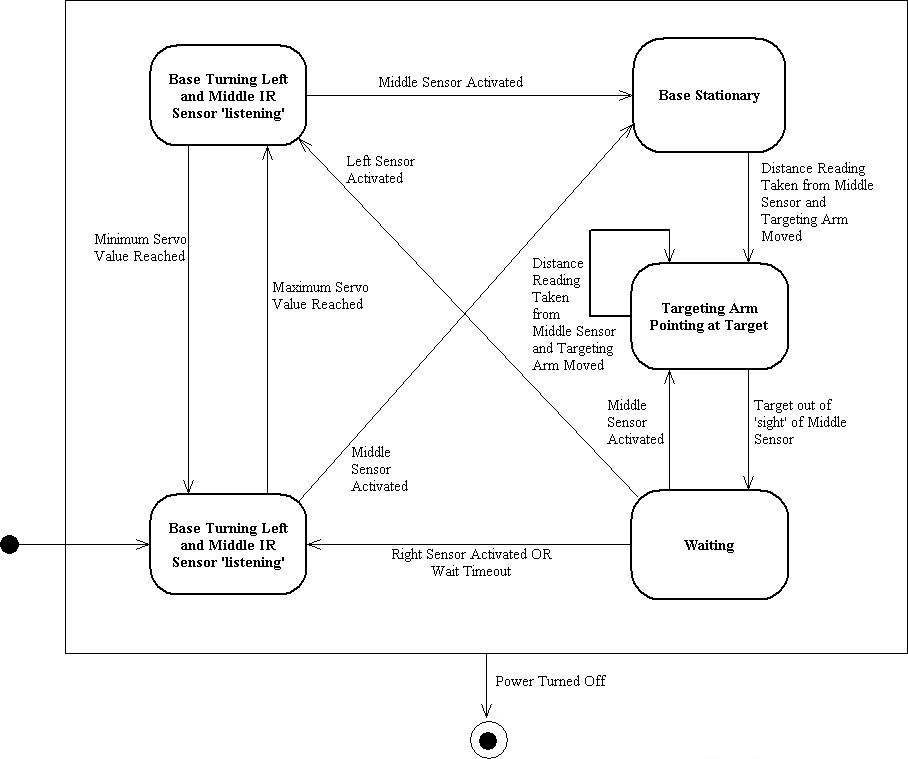 Base Turning Left
and Middle IR
Sensor 'listening'
Middle Sensor Activated
Base Stationary
Left Sensor
Activated
Distance Reading
Taken from Middle
Sensor and
Targeting Arm
Moved
Minimum Servo
Value Reached
Maximum Servo
Value Reached
Distance
Reading
Taken
from
Middle Sensor
and Targeting
Arm Moved
Targeting Arm
Pointing at Target
Middle
Sensor
Activated
Target out of
'sight' of Middle
Sensor
Middle
Sensor
Activated
Base Turning Left
and Middle IR
Sensor 'listening'
Right Sensor Activated OR
Wait Timeout
Waiting
Power Turned Off